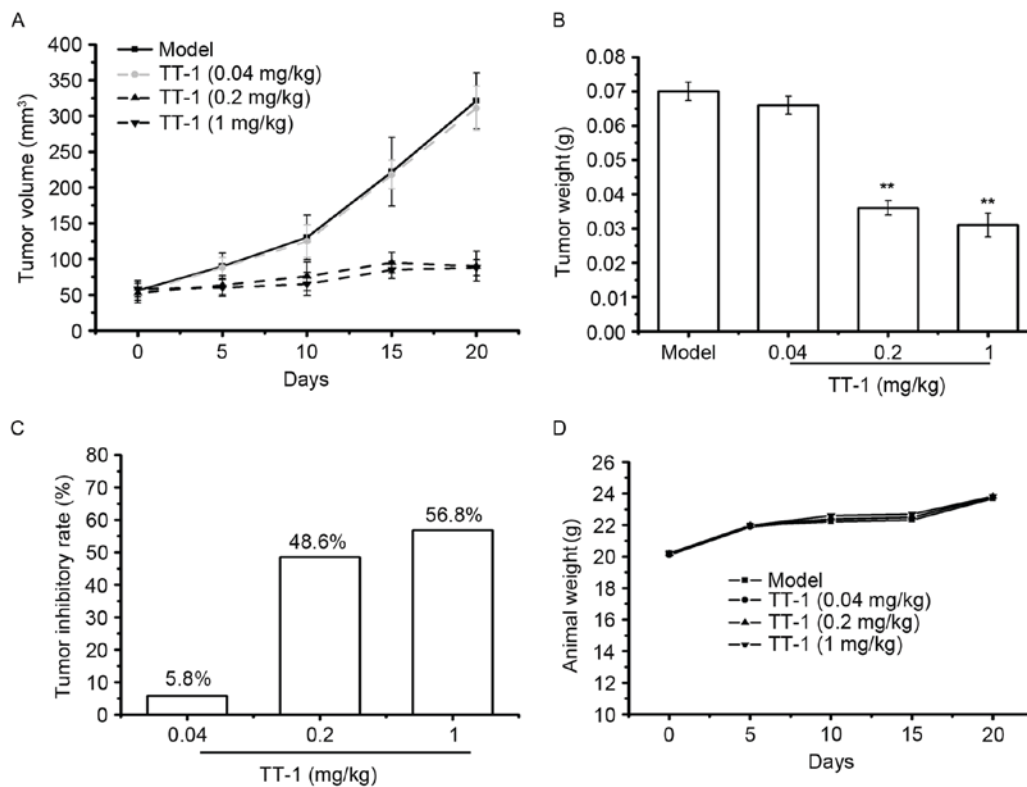 A
Tumor volume (mm³)
400
350
300
250
200
150
100
50
0
Model
TT-1 (0.04 mg/kg)
TT-1 (0.2 mg/kg)
TT-1 (1 mg/kg)
0 5 10 15 20
Days
B
Tumor weight (g)
0.08
0.07
0.06
0.05
0.04
0.03
0.02
0.01
0.00
** **
Model 0.04 0.2 1
TT-1 (mg/kg)
C
Tumor inhibitory rate (%)
80
70
60
50
40
30
20
10
0
5.8% 48.6% 56.8%
0.04 0.2 1
TT-1 (mg/kg)
D
Animal weight (g)
26
24
22
20
18
16
14
12
10
Model
TT-1 (0.04 mg/kg)
TT-1 (0.2 mg/kg)
TT-1 (1 mg/kg)
0 5 10 15 20
Days